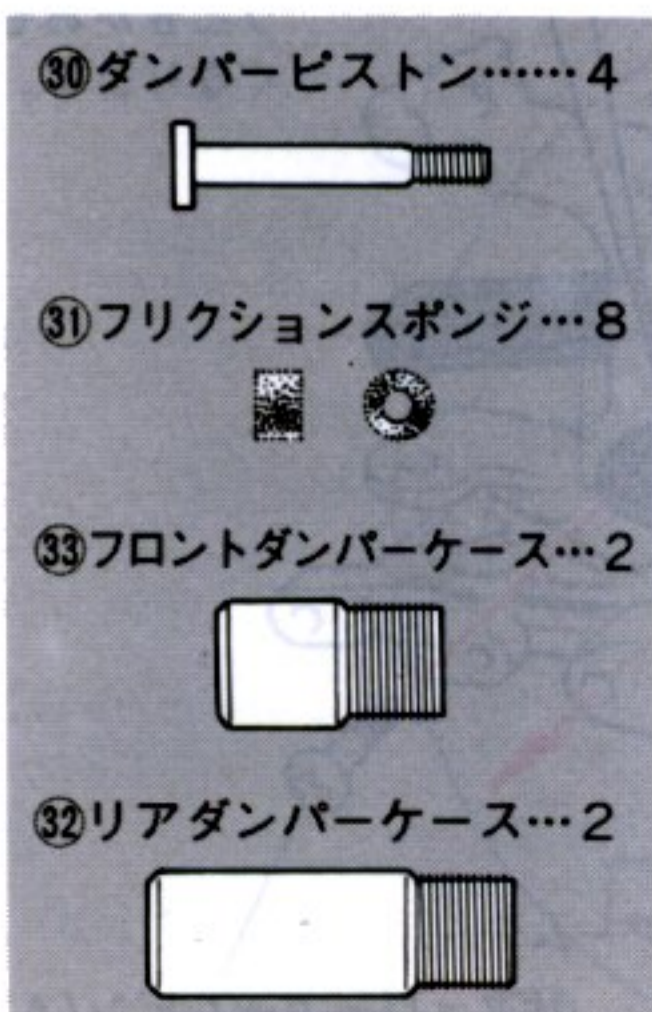 ㉚ダンパーピストン……4
㉛フリクションスポンジ…8
㉝フロントダンパーケース…2
㉜リアダンパーケース…2